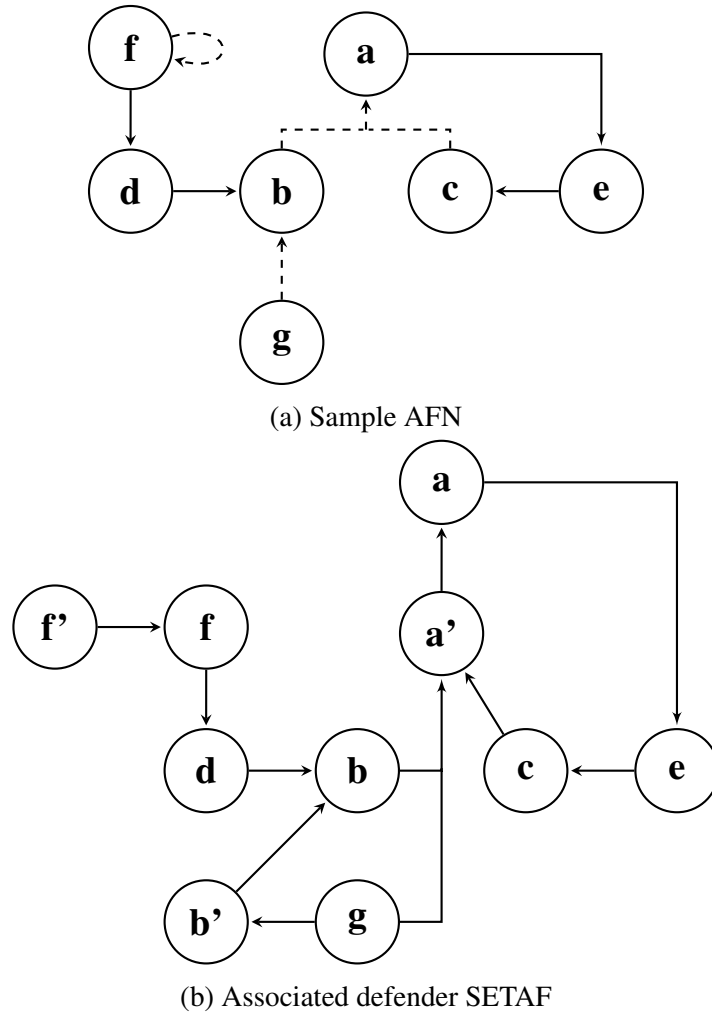 f
a
d
b
c
e
g
(a) Sample AFN
a
f’
f
a’
d
b
c
e
b’
g
(b) Associated defender SETAF